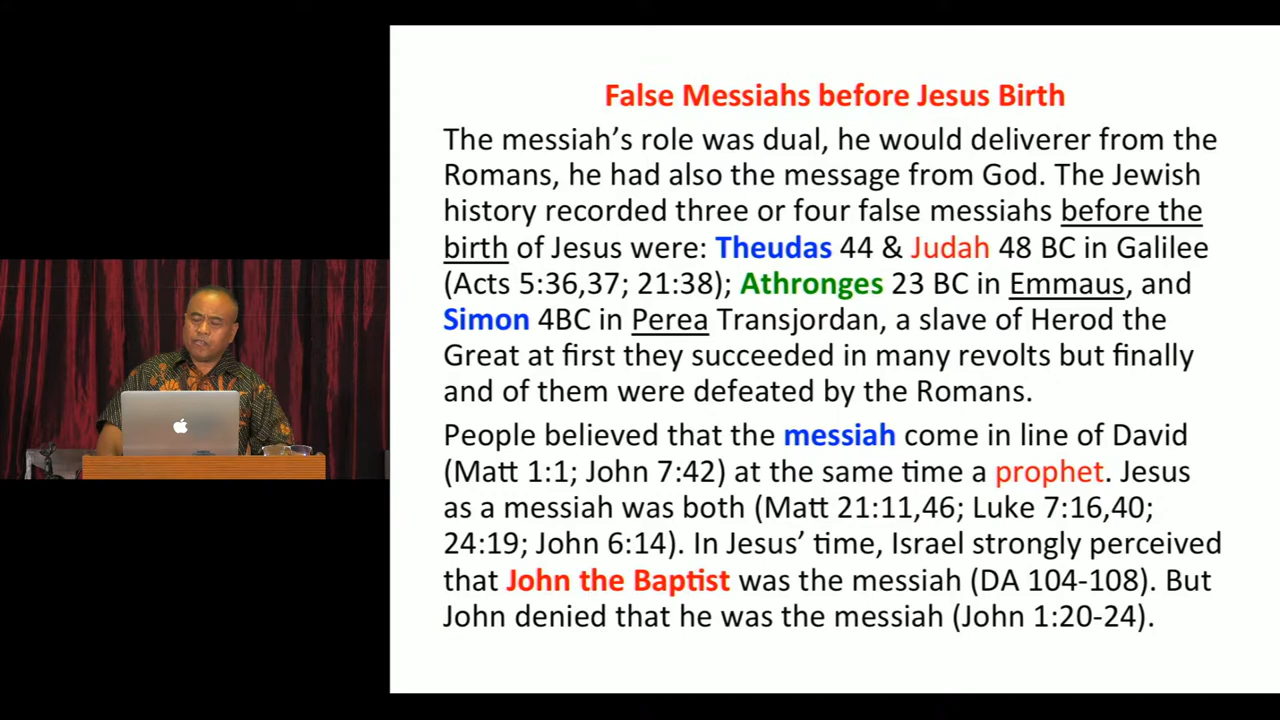 False Messiahs before Jesus Birth
The messiah’s role was dual, he would deliverer from the
Romans, he had also the message from God. The Jewish
history recorded three or four false messiahs before the
birth of Jesus were: Theudas 44 & Judah 48 BC in Galilee
(Acts 5:36,37; 21:38); Athronges 23 BC in Emmaus, and
Simon 4BC in Perea Transjordan, a slave of Herod the
Great at first they succeeded in many revolts but finally
and of them were defeated by the Romans.
People believed that the messiah come in line of David
(Matt 1:1; John 7:42) at the same time a prophet. Jesus
as a messiah was both (Matt 21:11,46; Luke 7:16,40;
24:19; John 6:14). In Jesus’ time, Israel strongly perceived
that John the Baptist was the messiah (DA 104-108). But
John denied that he was the messiah (John 1:20-24).